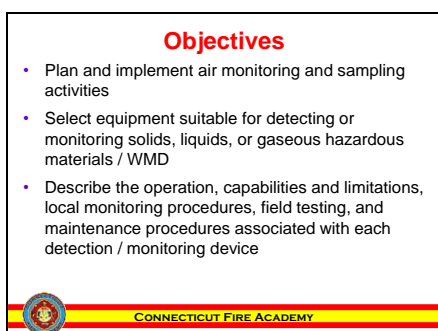 Objectives
• Plan and implement air monitoring and sampling
activities
• Select equipment suitable for detecting or
monitoring solids, liquids, or gaseous hazardous
materials / WMD
• Describe the operation, capabilities and limitations,
local monitoring procedures, field testing, and
maintenance procedures associated with each
detection / monitoring device
CONNECTICUT FIRE ACADEMY